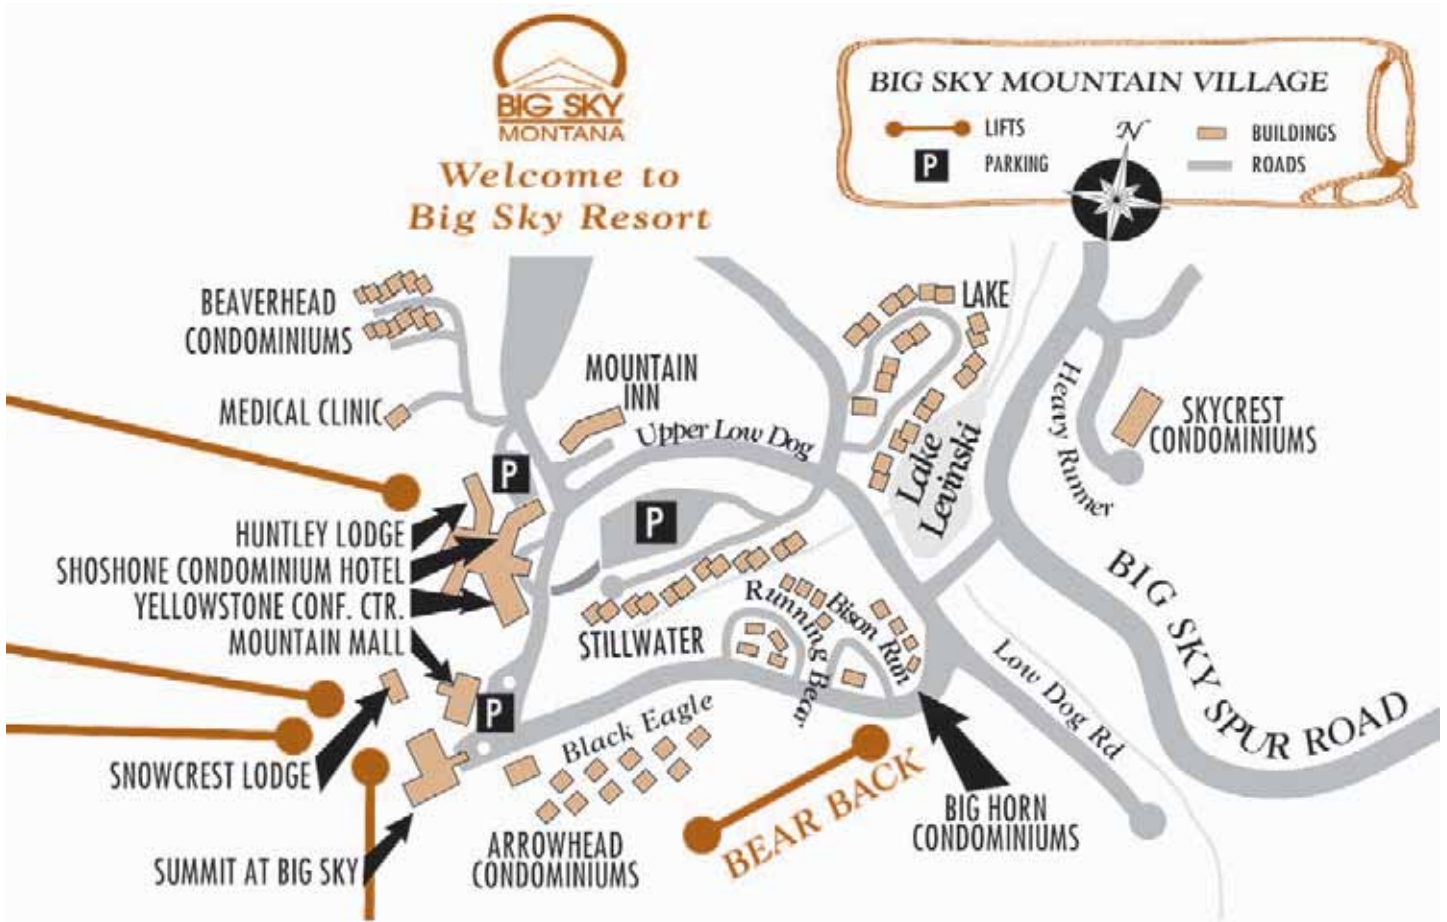 BIG SKY
MONTANA
Welcome to
Big Sky Resort
BIG SKY MOUNTAIN VILLAGE
LIFTS
BUILDINGS
P
PARKING
ROADS
N
BEAVERHEAD
CONDOMINIUMS
LAKE
MOUNTAIN
INN
MEDICAL CLINIC
Upper Low Dog
Lake
Levinski
Heavy Runner
SKYCREST
CONDOMINIUMS
P
P
HUNTLEY LODGE
SHOSHONE CONDOMINIUM HOTEL
YELLOWSTONE CONF. CTR.
MOUNTAIN MALL
STILLWATER
Running Bear
Bison Run
BIG SKY SPUR ROAD
Low Dog Rd
P
Black Eagle
SNOWCREST LODGE
BEAR BACK
BIG HORN
CONDOMINIUMS
SUMMIT AT BIG SKY
ARROWHEAD
CONDOMINIUMS